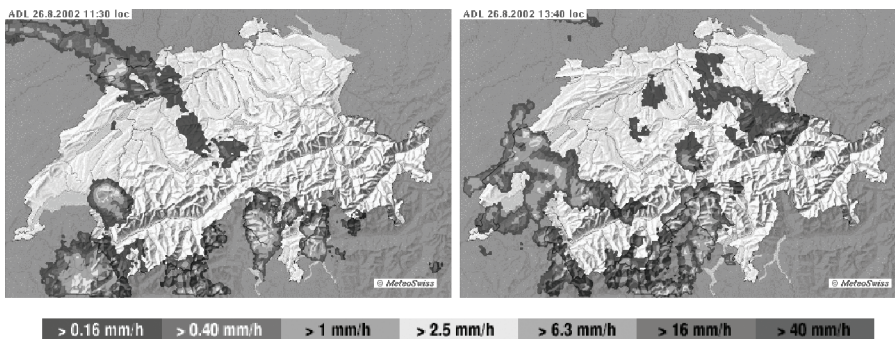 ADL 26.8.2002 11:30 loc
ADL 26.8.2002 13:40 loc
© MeteoSwiss
© MeteoSwiss
> 0.16 mm/h > 0.40 mm/h > 1 mm/h > 2.5 mm/h > 6.3 mm/h > 16 mm/h > 40 mm/h